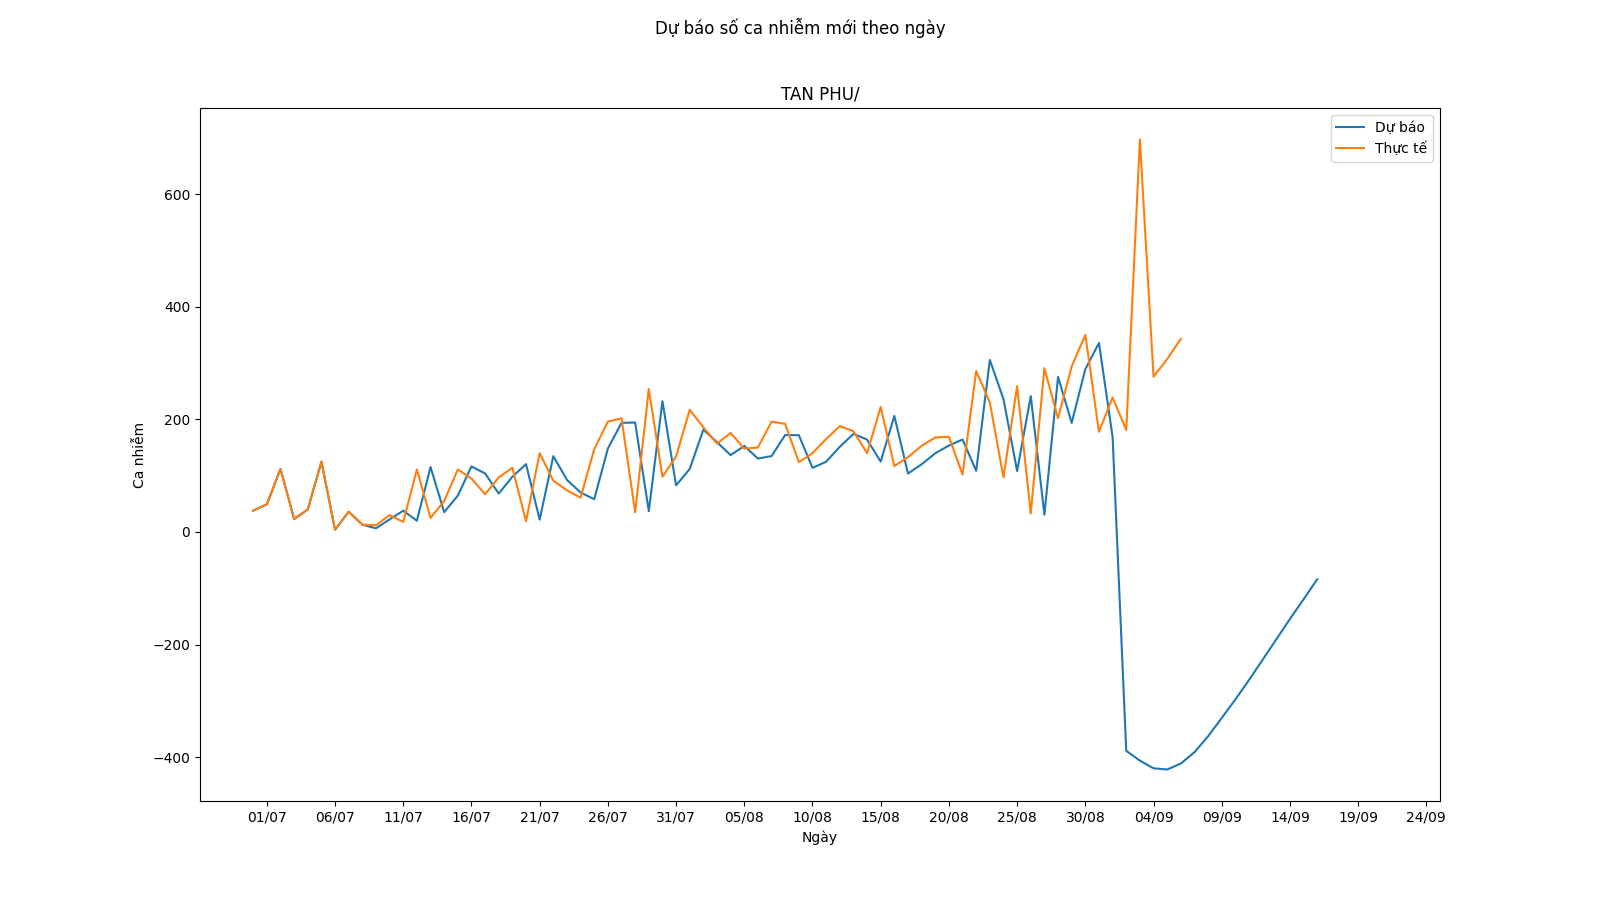 Dự báo số ca nhiễm mới theo ngày
TAN PHU/
Dự báo
Thực tế
Ca nhiễm
600
400
200
0
−200
−400
01/07 06/07 11/07 16/07 21/07 26/07 31/07 05/08 10/08 15/08 20/08 25/08 30/08 04/09 09/09 14/09 19/09 24/09
Ngày